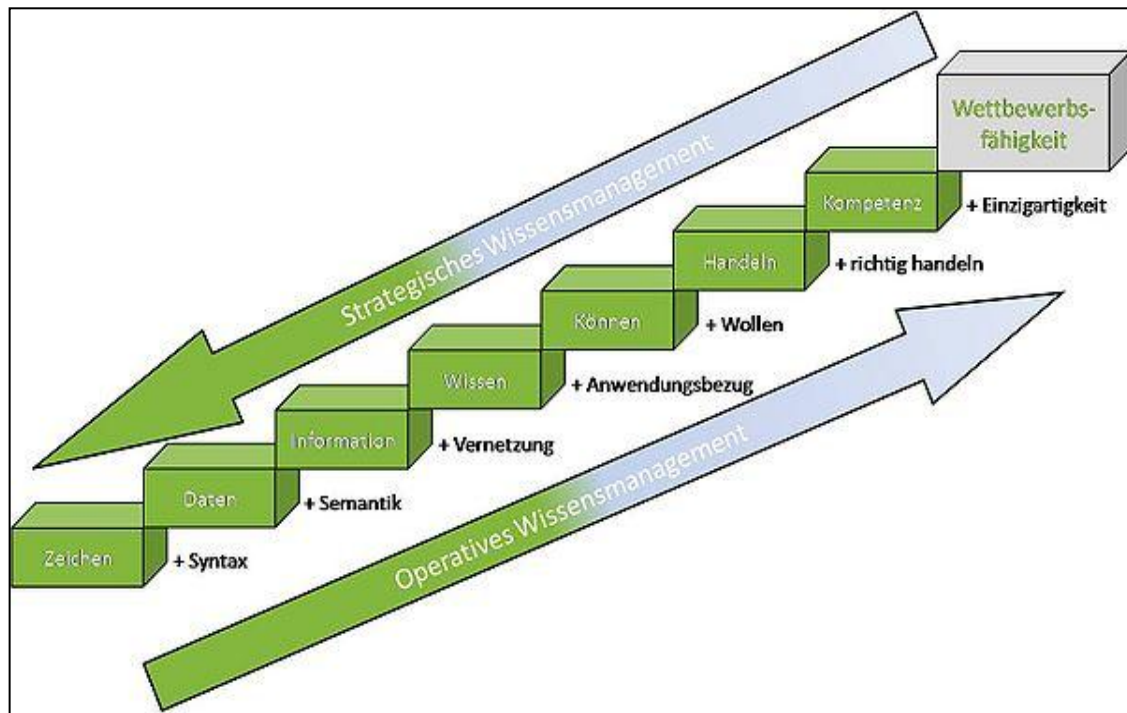 Wettbewerbs-
fähigkeit
Strategisches Wissensmanagement
Kompetenz
+ Einzigartigkeit
Handeln
+ richtig handeln
Können
+ Wollen
Wissen
+ Anwendungsbezug
Information
+ Vernetzung
Daten
+ Semantik
Zeichen
+ Syntax
Operatives Wissensmanagement